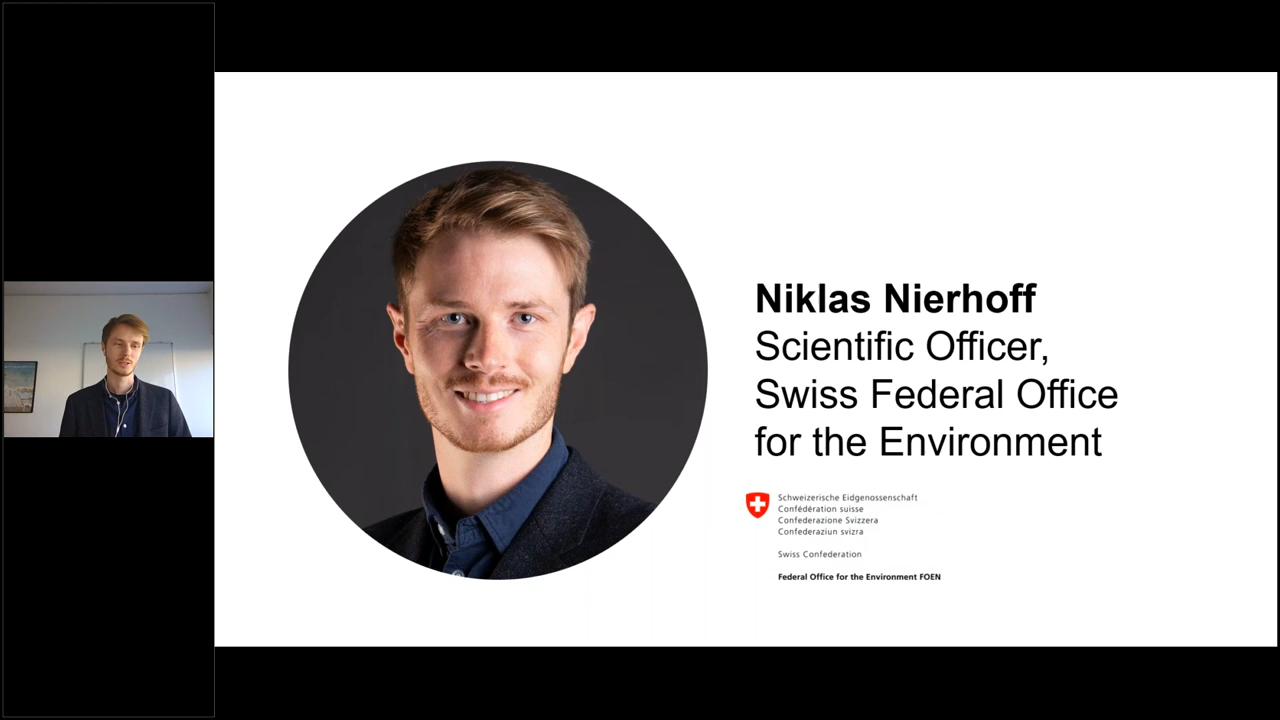 Niklas Nierhoff
Scientific Officer,
Swiss Federal Office
for the Environment
Schweizerische Eidgenossenschaft
Confédération suisse
Confederazione Svizzera
Confederaziun svizra
Swiss Confederation
Federal Office for the Environment FOEN